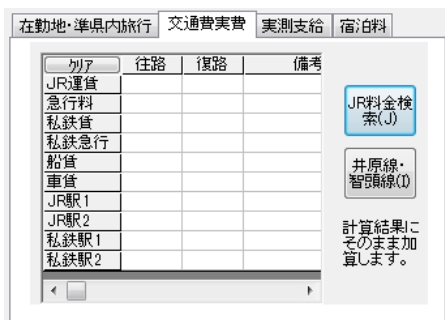 在勤地・準県内旅行 交通費実費 実測支給 宿泊料
クリア 往路 復路 備考
JR運賃
急行料
私鉄賃
私鉄急行
船賃
車賃
JR駅1
JR駅2
私鉄駅1
私鉄駅2
JR料金検
索(J)
井原線・
智頭線(I)
計算結果に
そのまま加
算します。